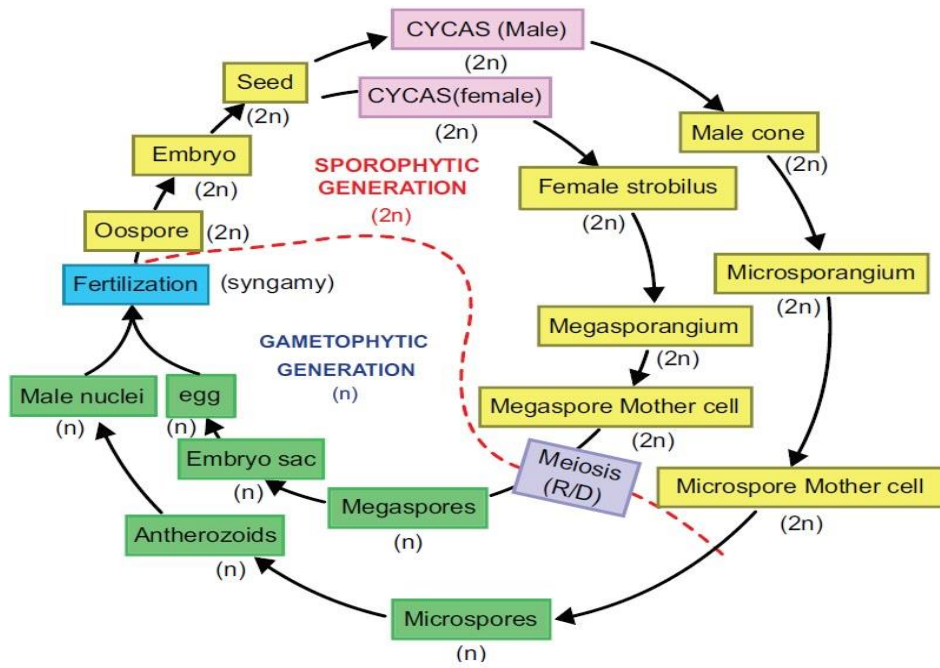 CYCAS (Male)
(2n)
Seed
(2n)
CYCAS(female)
(2n)
Male cone
(2n)
Embryo
(2n)
SPOROPHYTIC
GENERATION
(2n)
Female strobilus
(2n)
Oospore (2n)
Fertilization (syngamy)
Microsporangium
(2n)
Megasporangium
(2n)
GAMETOPHYTIC
GENERATION
(n)
Male nuclei
(n)
egg
(n)
Megaspore Mother cell
(2n)
Embryo sac
(n)
Meiosis
(R/D)
Microspore Mother cell
(2n)
Megaspores
(n)
Antherozoids
(n)
Microspores
(n)